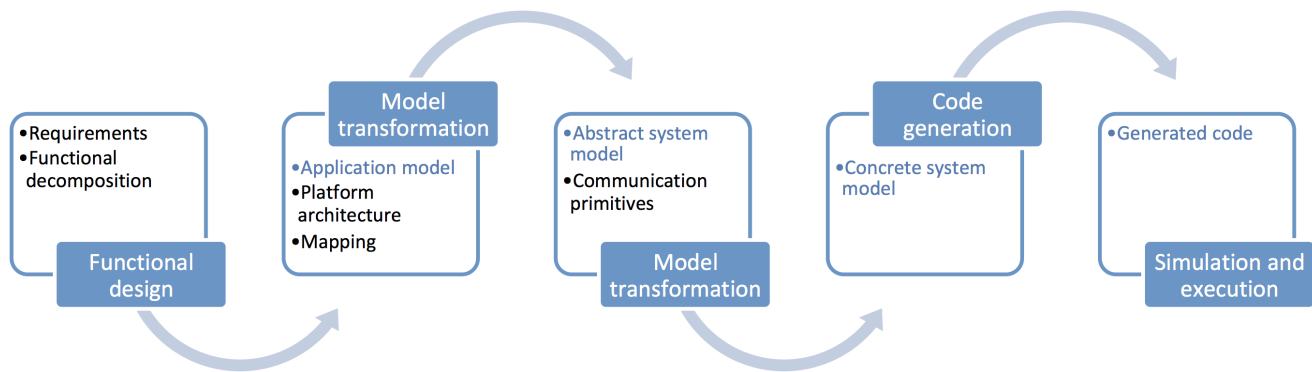 •Requirements
•Functional
decomposition
Functional
design
Model
transformation
•Application model
•Platform
architecture
•Mapping
•Abstract system
model
•Communication
primitives
Model
transformation
Code
generation
•Concrete system
model
•Generated code
Simulation and
execution